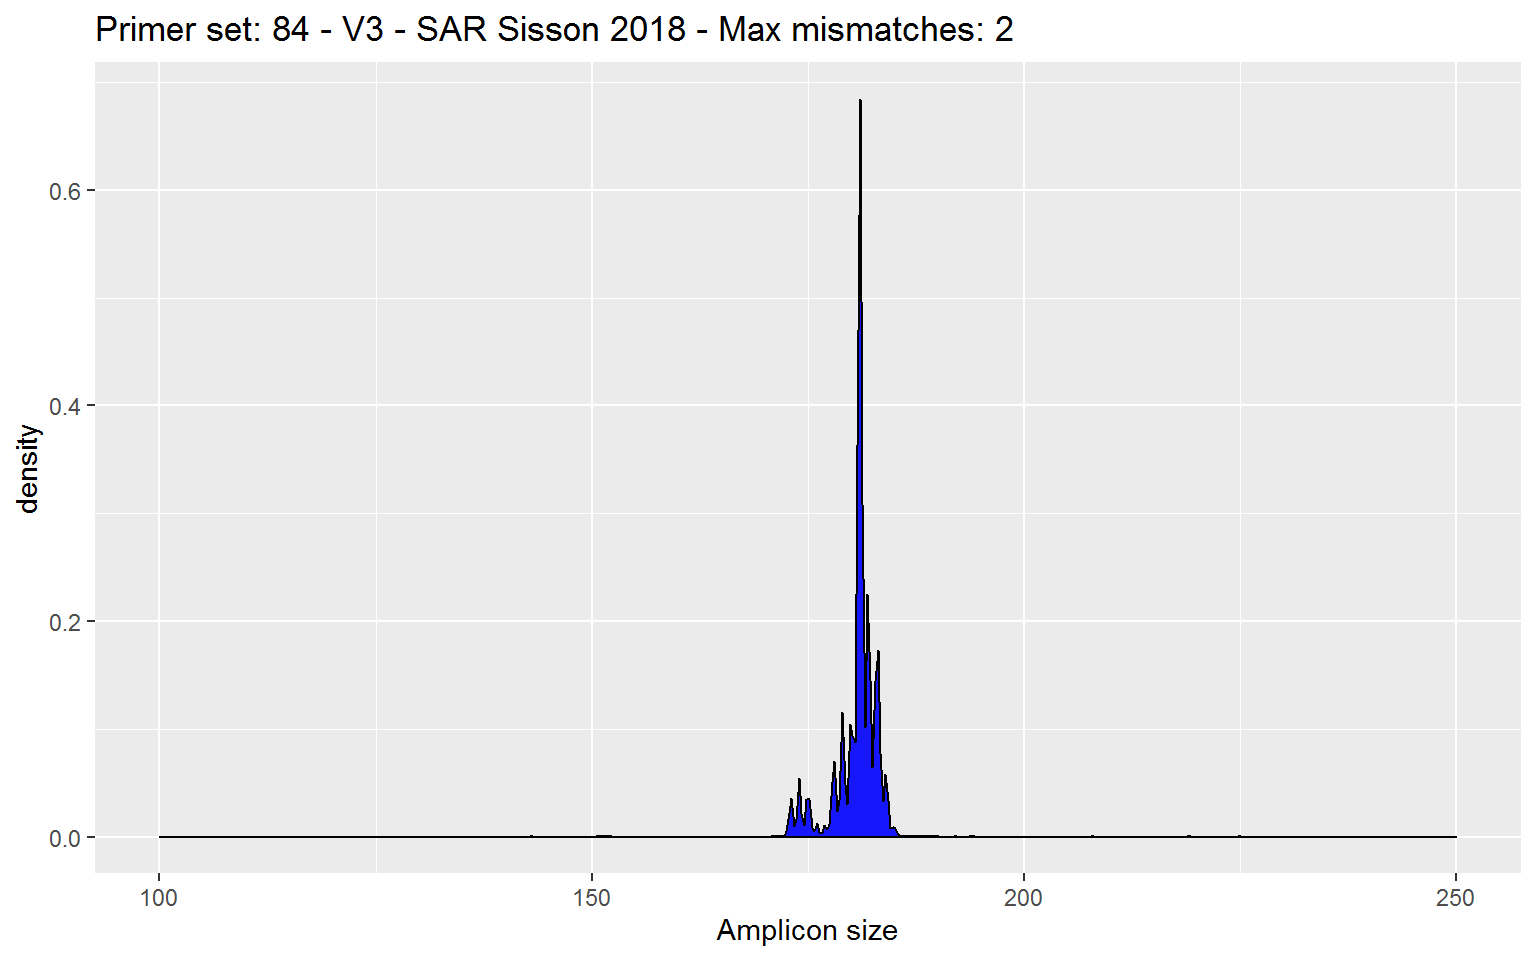 Primer set: 84 - V3 - SAR Sisson 2018 - Max mismatches: 2
density
0.6
0.4
0.2
0.0
100 150 200 250
Amplicon size